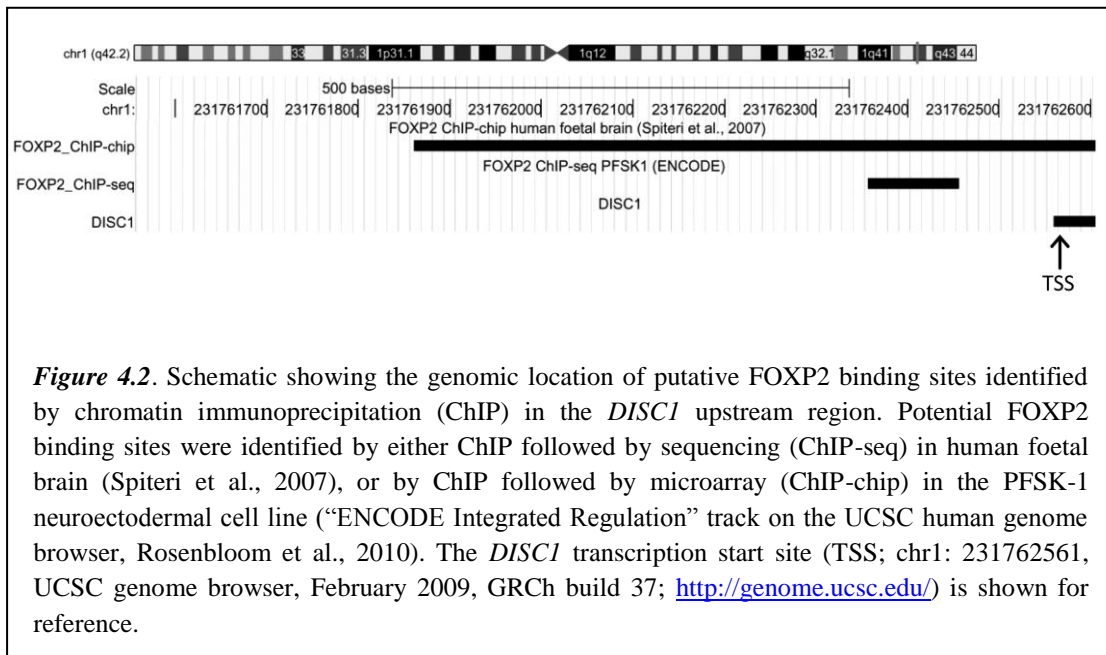 chr1 (q42.2) 33 31.3 1p31.1 1q12 q32.1 1q41 q43 44
Scale 500 bases
chr1: 231761700 231761800 231761900 231762000 231762100 231762200 231762300 231762400 231762500 231762600
FOXP2 ChIP-chip human foetal brain (Spiteri et al., 2007)
FOXP2_ChIP-chip
FOXP2 ChIP-seq PFSK1 (ENCODE)
FOXP2_ChIP-seq
DISC1
DISC1
TSS
Figure 4.2. Schematic showing the genomic location of putative FOXP2 binding sites identified
by chromatin immunoprecipitation (ChIP) in the DISC1 upstream region. Potential FOXP2
binding sites were identified by either ChIP followed by sequencing (ChIP-seq) in human foetal
brain (Spiteri et al., 2007), or by ChIP followed by microarray (ChIP-chip) in the PFSK-1
neuroectodermal cell line (“ENCODE Integrated Regulation” track on the UCSC human genome
browser, Rosenbloom et al., 2010). The DISC1 transcription start site (TSS; chr1: 231762561,
UCSC genome browser, February 2009, GRCh build 37; http://genome.ucsc.edu/) is shown for
reference.